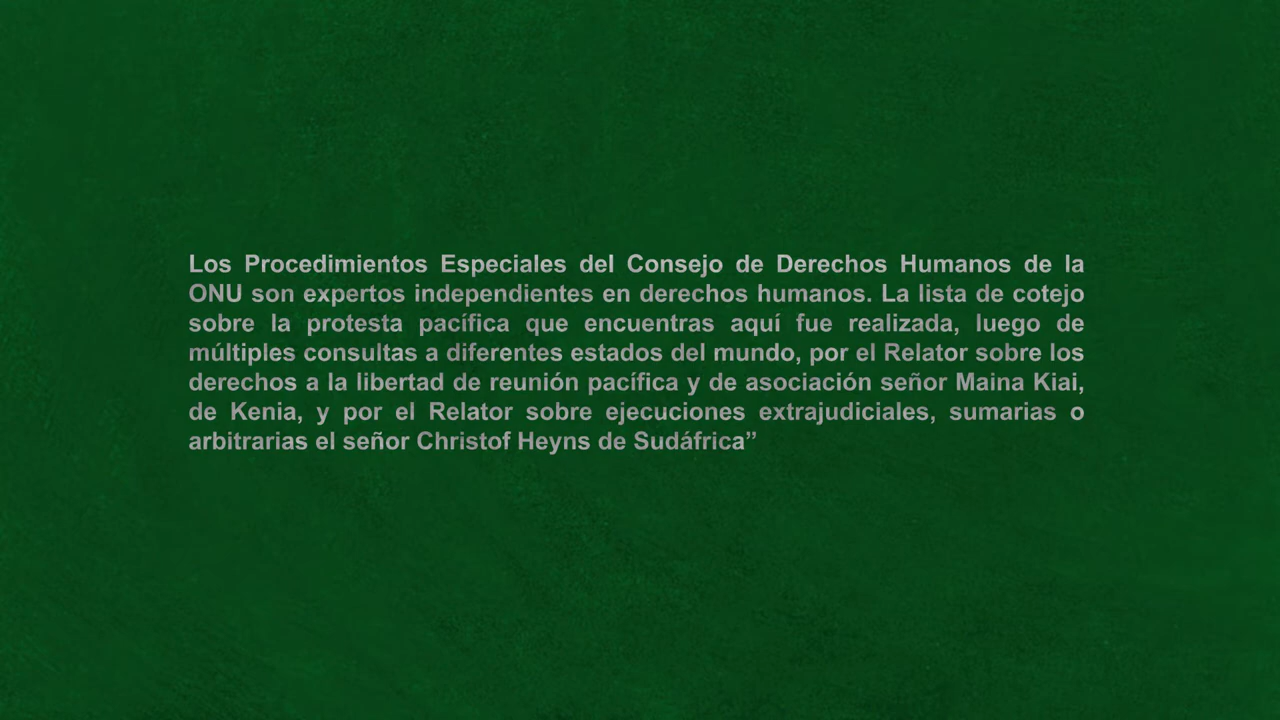 Los Procedimientos Especiales del Consejo de Derechos Humanos de la
ONU son expertos independientes en derechos humanos. La lista de cotejo
sobre la protesta pacífica que encuentras aquí fue realizada, luego de
múltiples consultas a diferentes estados del mundo, por el Relator sobre los
derechos a la libertad de reunión pacífica y de asociación señor Maina Kiai,
de Kenia, y por el Relator sobre ejecuciones extrajudiciales, sumarias o
arbitrarias el señor Christof Heyns de Sudáfrica”